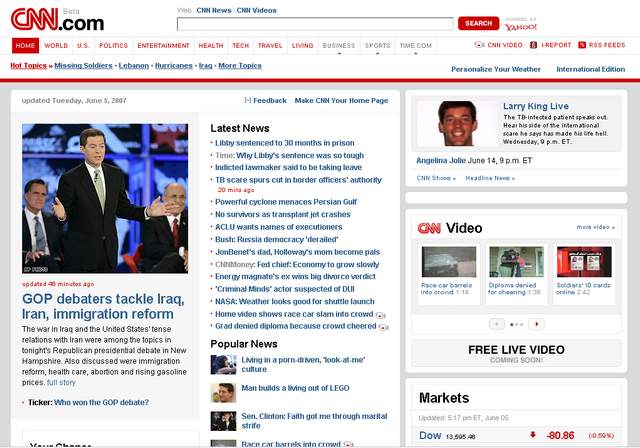 CNN.com
Beta
Web | CNN News | CNN Videos
SEARCH
POWERED BY
YAHOO!
HOME WORLD U.S. POLITICS ENTERTAINMENT HEALTH TECH TRAVEL LIVING BUSINESS SPORTS TIME.COM
CNN VIDEO I-REPORT RSS FEEDS
Hot Topics » Missing Soldiers • Lebanon • Hurricanes • Iraq • More Topics
Personalize Your Weather International Edition
updated Tuesday, June 5, 2007
Feedback Make CNN Your Home Page
AP PHOTO
updated 46 minutes ago
GOP debaters tackle Iraq,
Iran, immigration reform
The war in Iraq and the United States' tense
relations with Iran were among the topics in
tonight's Republican presidential debate in New
Hampshire. Also discussed were immigration
reform, health care, abortion and rising gasoline
prices. full story
• Ticker: Who won the GOP debate?
Your Chance
Latest News
• Libby sentenced to 30 months in prison
• Time: Why Libby's sentence was so tough
• Indicted lawmaker said to be taking leave
• TB scare spurs cut in border officers' authority
20 mins ago
• Powerful cyclone menaces Persian Gulf
• No survivors as transplant jet crashes
• ACLU wants names of executioners
• Bush: Russia democracy 'derailed'
• JonBenet's dad, Holloway's mom become pals
• CNNMoney: Fed chief: Economy to grow slowly
• Energy magnate's ex wins big divorce verdict
• 'Criminal Minds' actor suspected of DUI
• NASA: Weather looks good for shuttle launch
• Home video shows race car slam into crowd
• Grad denied diploma because crowd cheered
Popular News
Living in a porn-driven, 'look-at-me'
culture
Man builds a living out of LEGO
Sen. Clinton: Faith got me through marital
strife
Race car barrels into crowd
Larry King Live
The TB-infected patient speaks out.
Hear his side of the international
scare he says has made his life hell.
Wednesday, 9 p.m. ET.
Angelina Jolie June 14, 9 p.m. ET
CNN Shows » Headline News »
CNN Video
more video »
Race car barrels
into crowd 1:14
Diploma denied
for cheering 1:38
Soldiers' ID cards
online 2:42
FREE LIVE VIDEO
COMING SOON!
Markets
Updated: 5:17 pm ET, June 05
Dow 13,595.46 -80.86 (-0.59%)